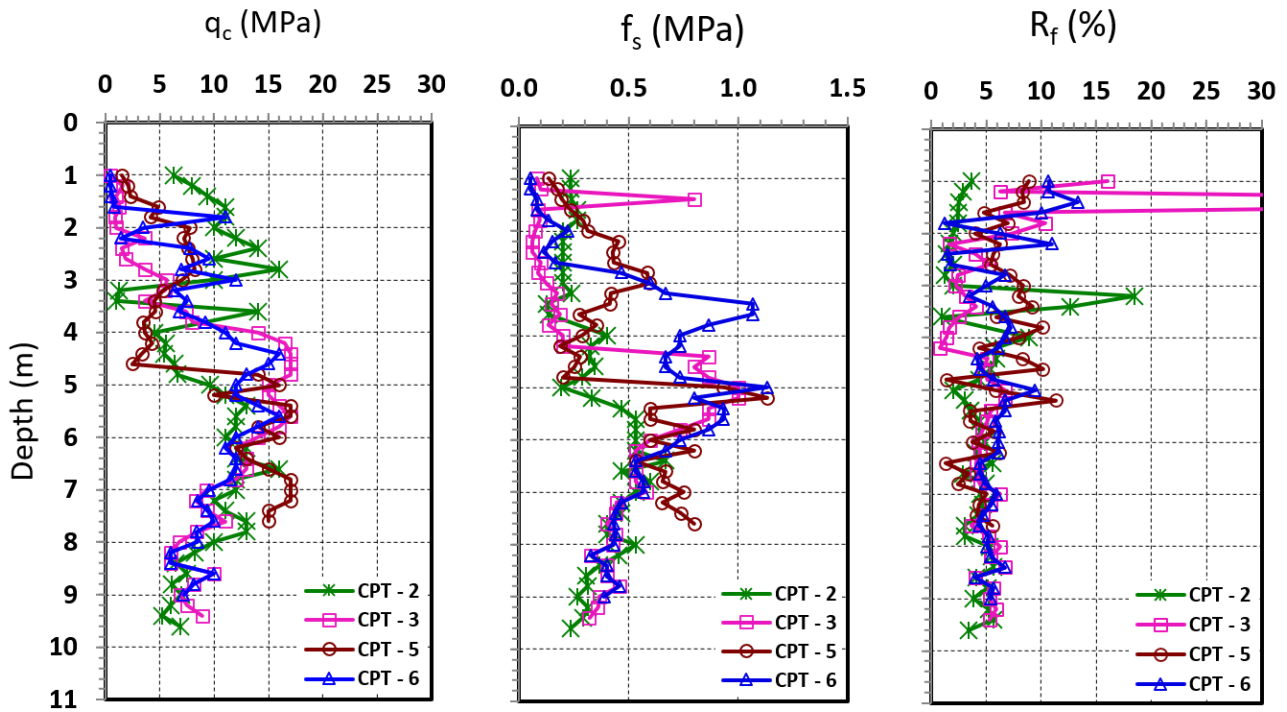 q_c (MPa)
0 5 10 15 20 25 30
Depth (m)
0
1
2
3
4
5
6
7
8
9
10
11
CPT - 2
CPT - 3
CPT - 5
CPT - 6
f_s (MPa)
0.0 0.5 1.0 1.5
CPT - 2
CPT - 3
CPT - 5
CPT - 6
R_f (%)
0 5 10 15 20 25 30
CPT - 2
CPT - 3
CPT - 5
CPT - 6